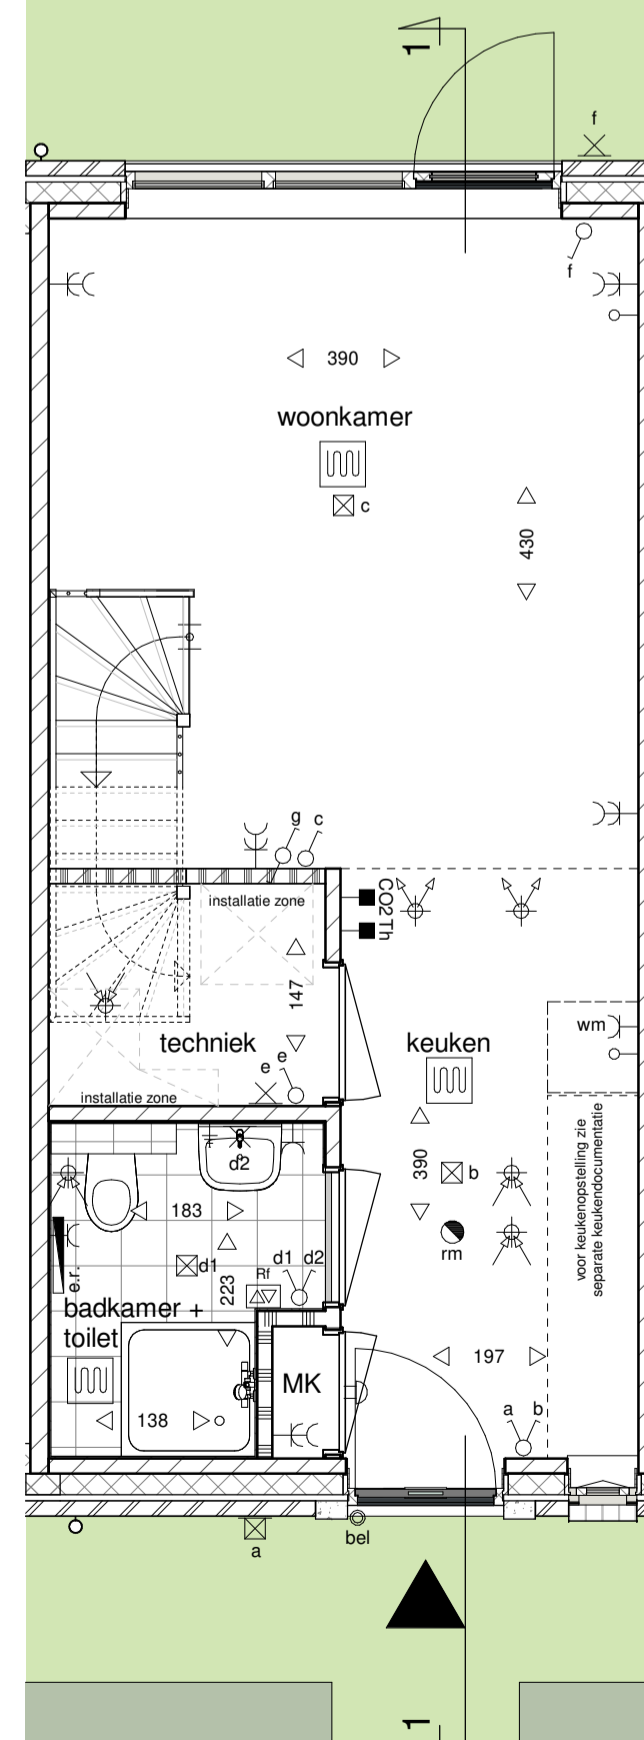 1
f
f
390
woonkamer
c
430
g
c
installatie zone
CO2
Th
147
wm
techniek
keuken
e
e
installatie zone
voor keukenopstelling zie
separate keukendocumentatie
d2
390
b
183
rm
d1
d1
d2
Rf
223
e.r.
badkamer +
toilet
197
MK
138
a
b
a
bel
1